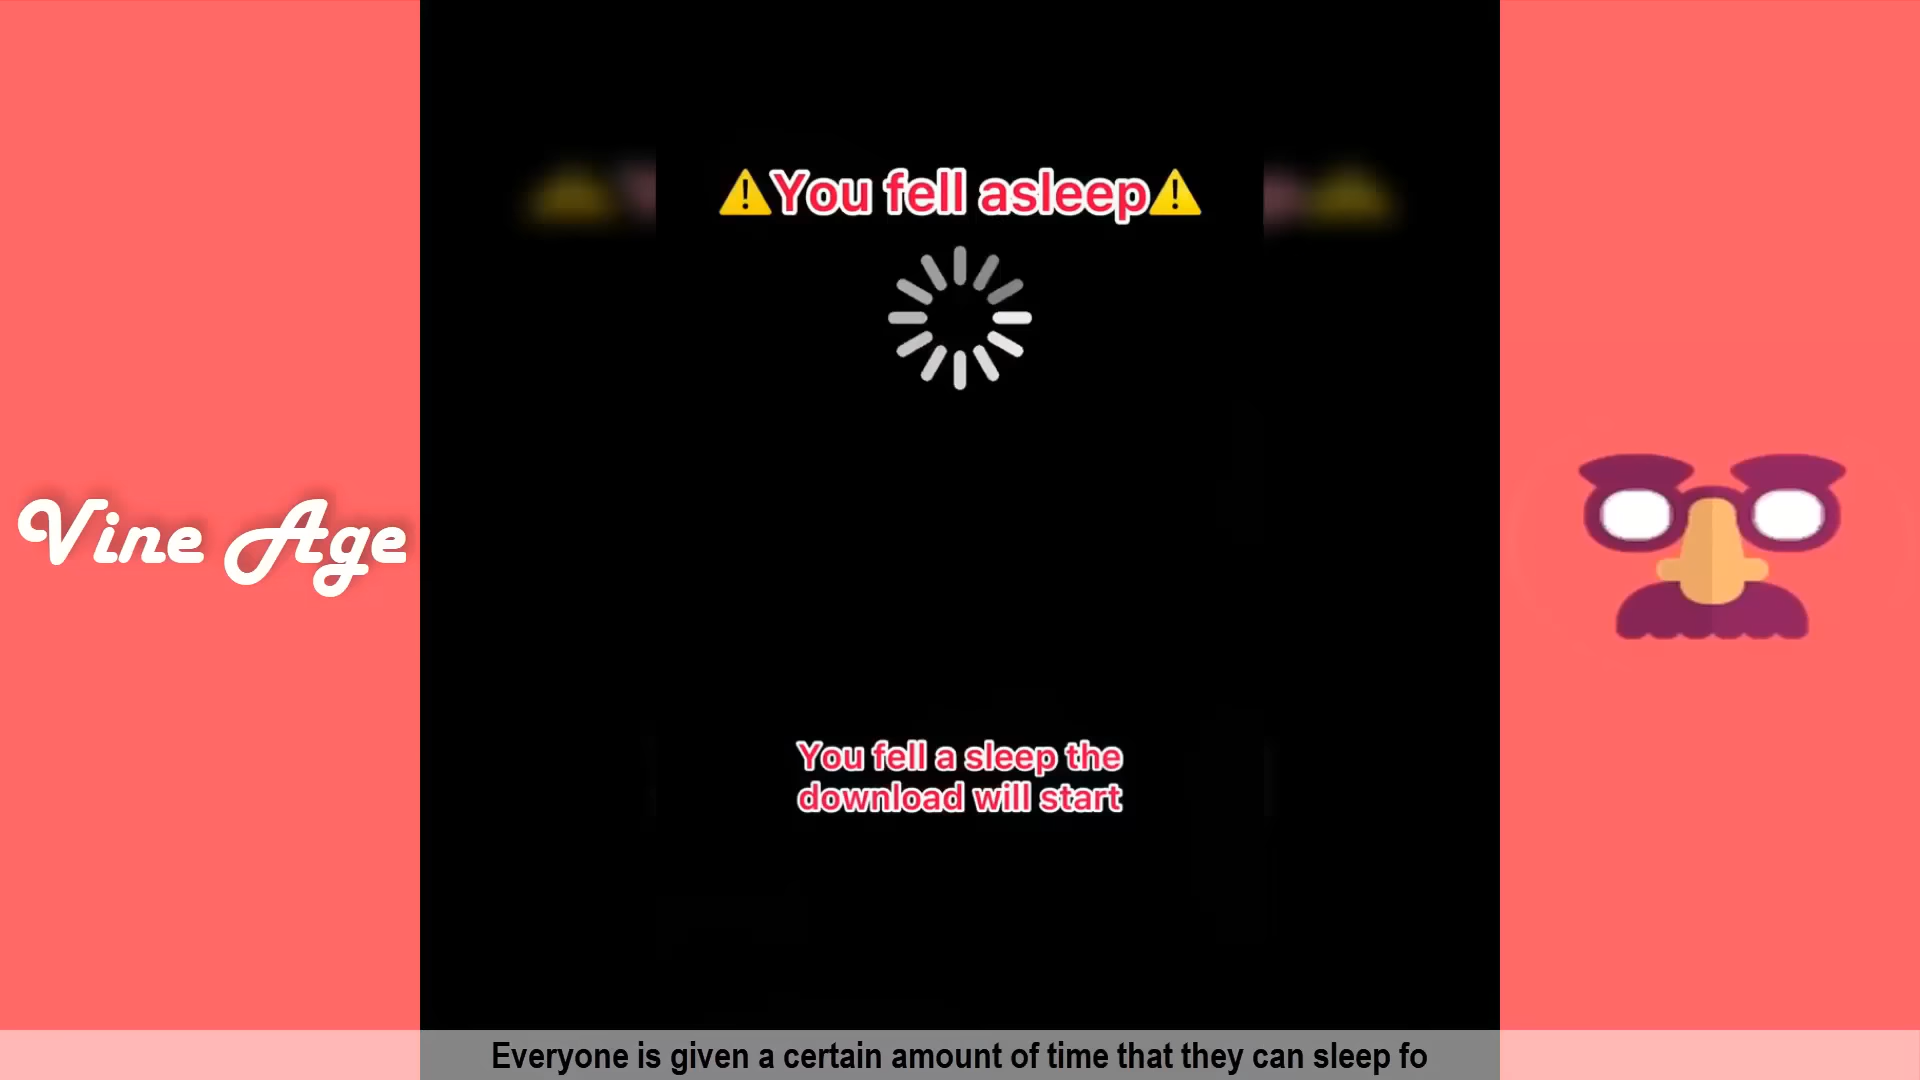 ⚠️You fell asleep⚠️
Vine Age
You fell a sleep the
download will start
Everyone is given a certain amount of time that they can sleep fo